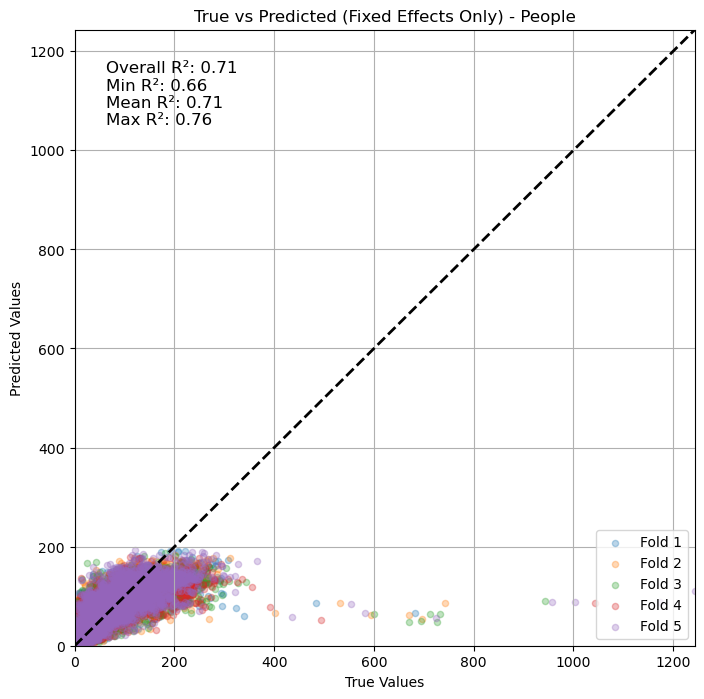 True vs Predicted (Fixed Effects Only) - People
Overall R²: 0.71
Min R²: 0.66
Mean R²: 0.71
Max R²: 0.76
1200
1000
800
600
400
200
0
Predicted Values
Fold 1
Fold 2
Fold 3
Fold 4
Fold 5
0 200 400 600 800 1000 1200
True Values